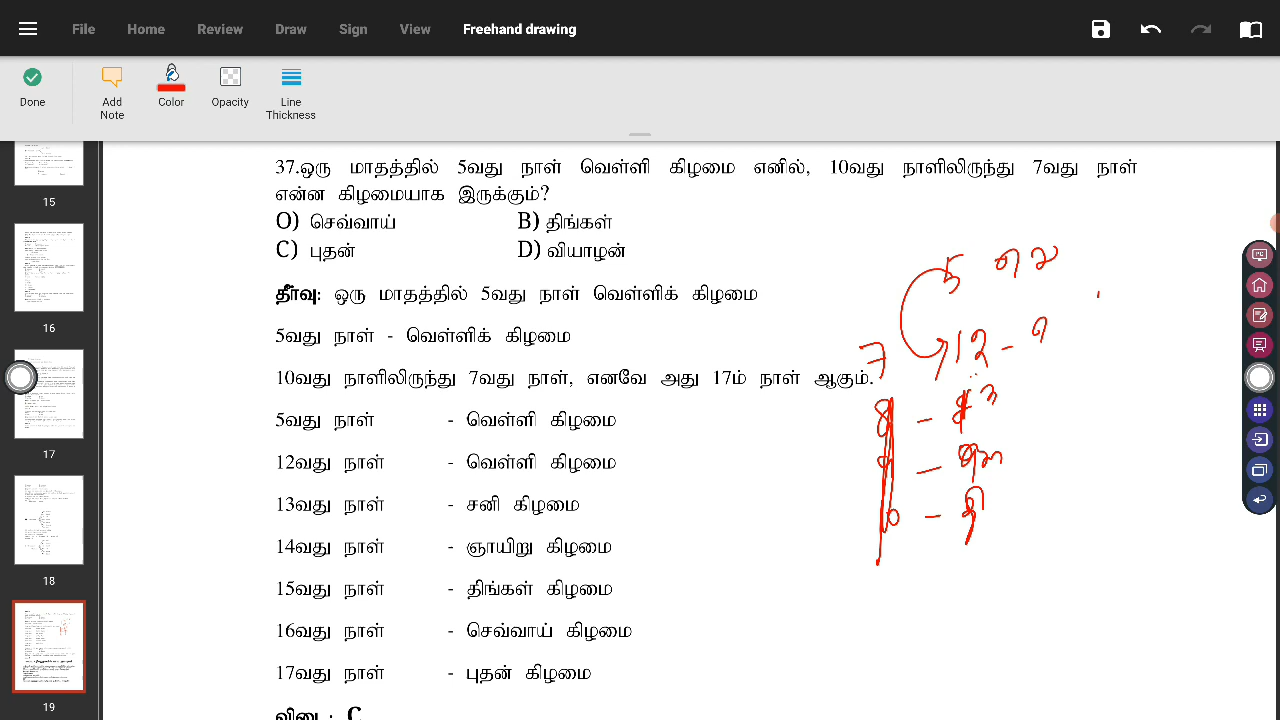 File Home Review Draw Sign View Freehand drawing
Done Add Note Color Opacity Line Thickness
15
16
17
18
19
37.ஒரு மாதத்தில் 5வது நாள் வெள்ளி கிழமை எனில், 10வது நாளிலிருந்து 7வது நாள்
என்ன கிழமையாக இருக்கும்?
O) செவ்வாய் B) திங்கள்
C) புதன் D) வியாழன்
தீர்வு: ஒரு மாதத்தில் 5வது நாள் வெள்ளிக் கிழமை
5வது நாள் - வெள்ளிக் கிழமை
10வது நாளிலிருந்து 7வது நாள், எனவே அது 17ம் நாள் ஆகும்.
5வது நாள் - வெள்ளி கிழமை
12வது நாள் - வெள்ளி கிழமை
13வது நாள் - சனி கிழமை
14வது நாள் - ஞாயிறு கிழமை
15வது நாள் - திங்கள் கிழமை
16வது நாள் - செவ்வாய் கிழமை
17வது நாள் - புதன் கிழமை
விடை : C
5
7 12 -